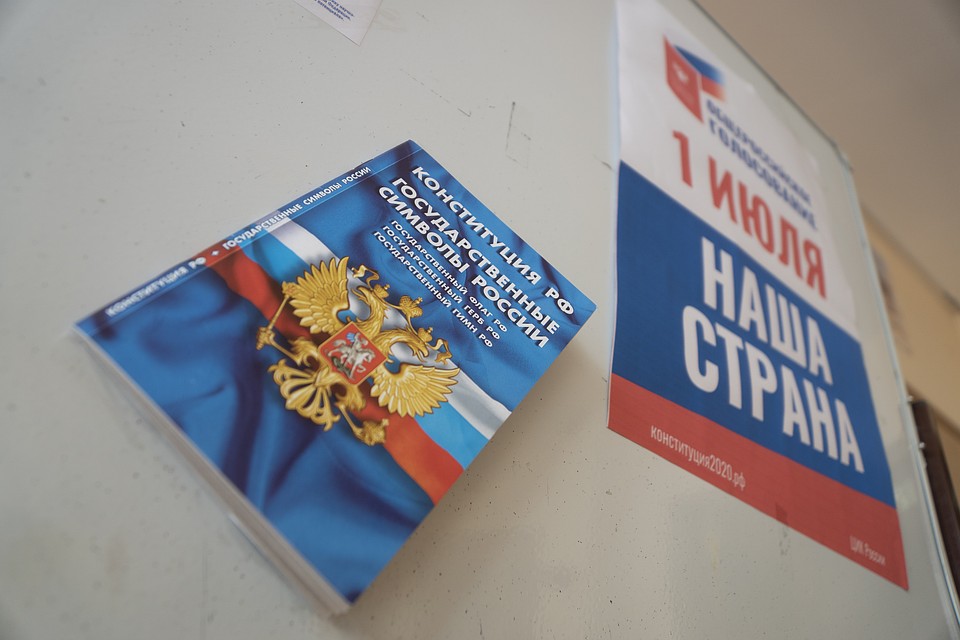 КОНСТИТУЦИЯ РФ • ГОСУДАРСТВЕННЫЕ СИМВОЛЫ РОССИИ
КОНСТИТУЦИЯ РФ
ГОСУДАРСТВЕННЫЕ
СИМВОЛЫ РОССИИ
ГОСУДАРСТВЕННЫЙ ФЛАГ РФ
ГОСУДАРСТВЕННЫЙ ГЕРБ РФ
ГОСУДАРСТВЕННЫЙ ГИМН РФ
ОБЩЕРОССИЙСКОЕ
ГОЛОСОВАНИЕ
1 ИЮЛЯ
НАША
СТРАНА
конституция2020.рф
ЦИК России